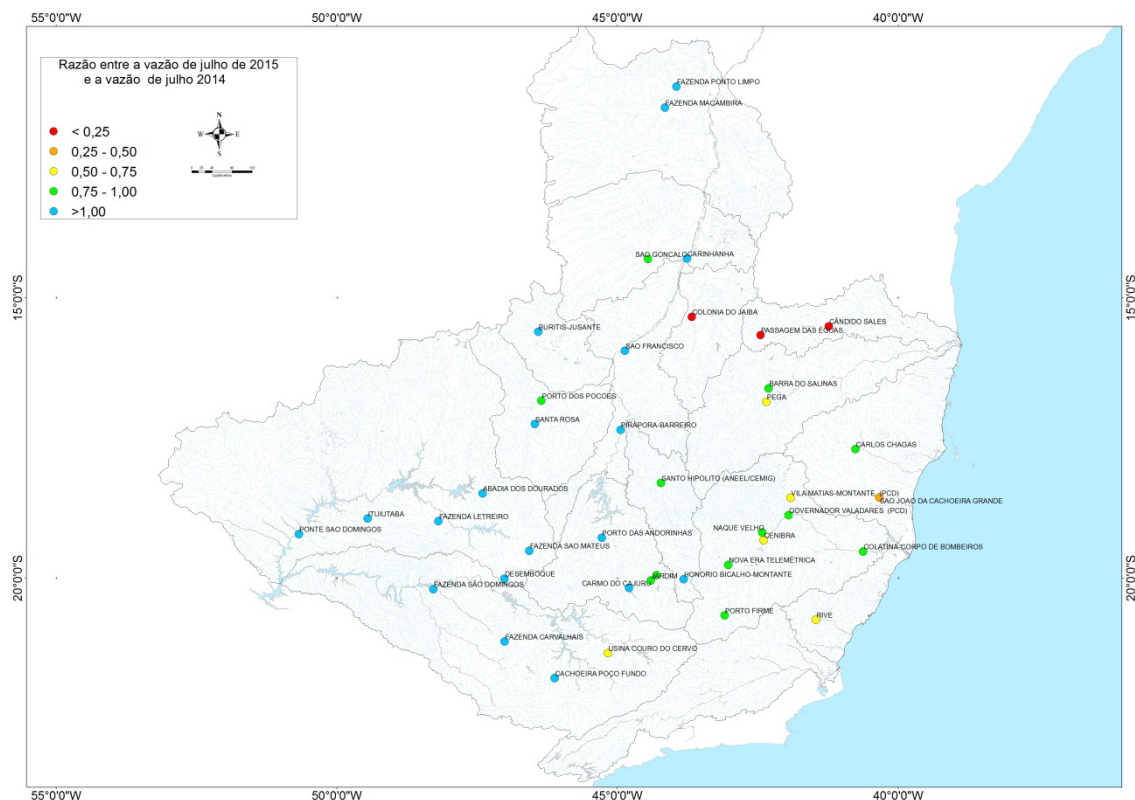 55°0'0"W 50°0'0"W 45°0'0"W 40°0'0"W
Razão entre a vazão de julho de 2015
e a vazão de julho 2014
N
W E
S
< 0,25
0,25 - 0,50
0,50 - 0,75
0,75 - 1,00
>1,00
FAZENDA PONTO LIMPO
FAZENDA MACAMBIRA
SAO GONCALO CARINHANHA
15°0'0"S 15°0'0"S
COLONIA DO JAIBA
CÂNDIDO SALES
PASSAGEM DAS ÉGUAS
BURITIS-JUSANTE
SAO FRANCISCO
BARRA DO SALINAS
PEGA
PORTO DOS POCOES
SANTA ROSA
PIRAPORA-BARREIRO
CARLOS CHAGAS
SANTO HIPOLITO (ANEEL/CEMIG)
ABADIA DOS DOURADOS
VILA MATIAS-MONTANTE (PCD)
SAO JOAO DA CACHOEIRA GRANDE
GOVERNADOR VALADARES (PCD)
ITUIUTABA
FAZENDA LETREIRO
NAQUE VELHO
PONTE SAO DOMINGOS
PORTO DAS ANDORINHAS
CENIBRA
FAZENDA SAO MATEUS
COLATINA-CORPO DE BOMBEIROS
NOVA ERA TELEMÉTRICA
20°0'0"S 20°0'0"S
DESEMBOQUE
JARDIM
HONORIO BICALHO-MONTANTE
FAZENDA SÃO DOMINGOS
CARMO DO CAJURU
PORTO FIRME
RIVE
FAZENDA CARVALHAIS
USINA COURO DO CERVO
CACHOEIRA POÇO FUNDO
55°0'0"W 50°0'0"W 45°0'0"W 40°0'0"W